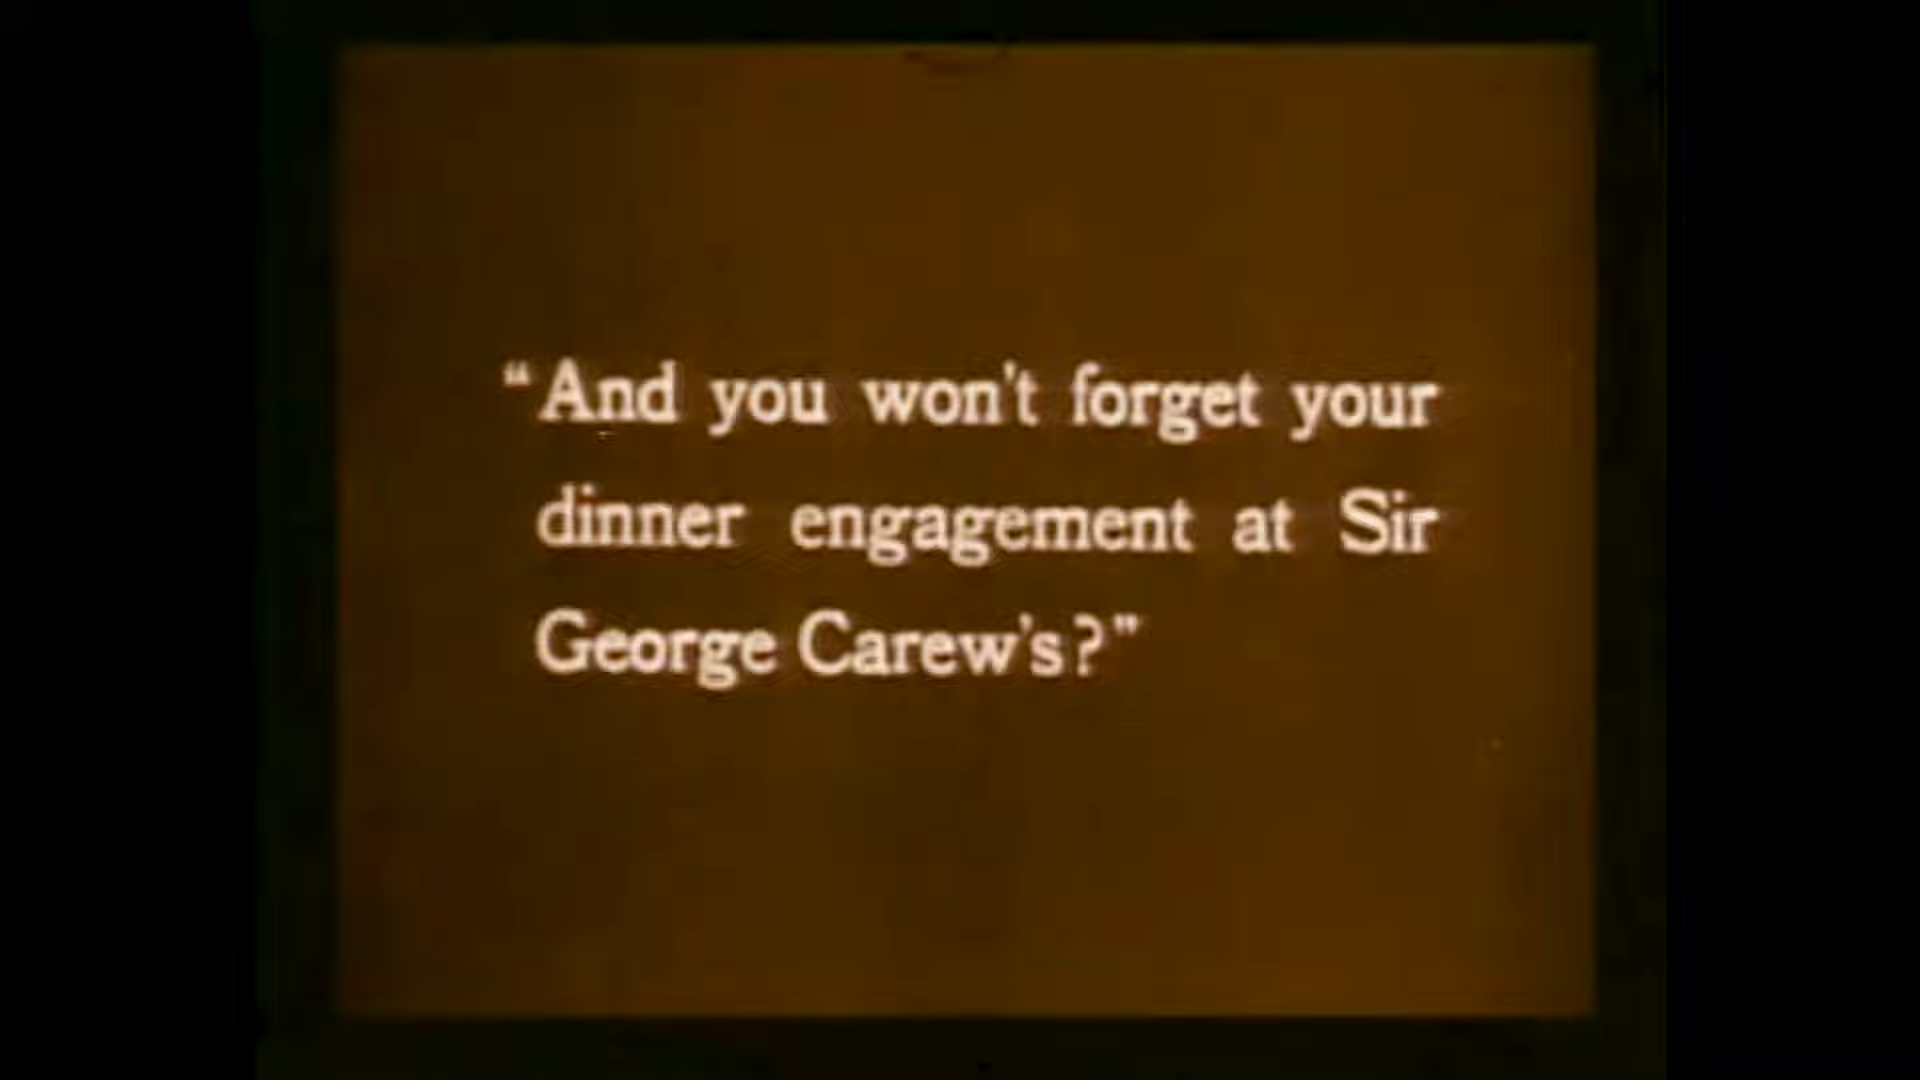 “And you won't forget your
dinner engagement at Sir
George Carew's?”